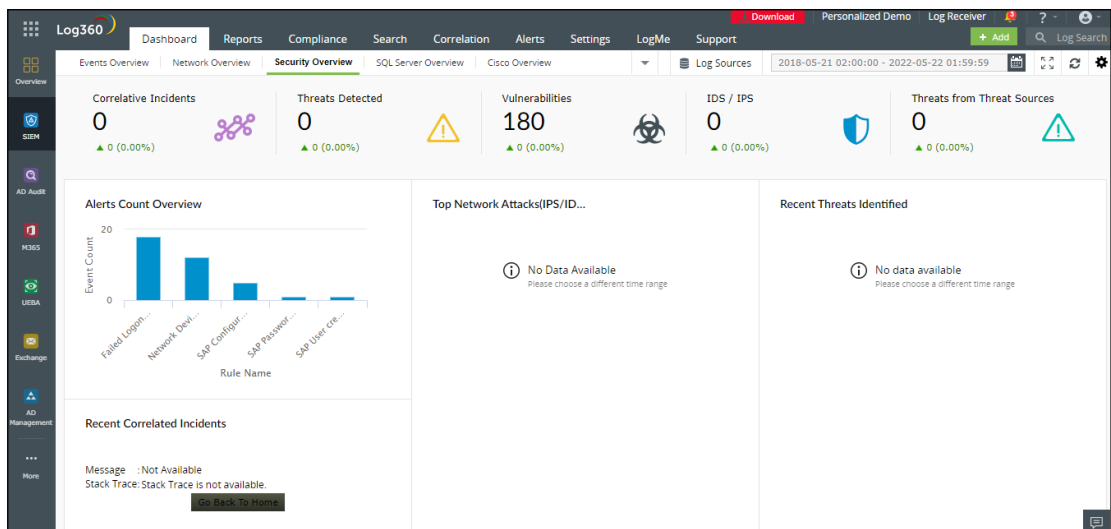 Download Personalized Demo Log Receiver 3 ?
Log360
Dashboard Reports Compliance Search Correlation Alerts Settings LogMe Support + Add Log Search
Overview
SIEM
AD Audit
M365
UEBA
Exchange
AD
Management
More
Events Overview Network Overview Security Overview SQL Server Overview Cisco Overview Log Sources 2018-05-21 02:00:00 - 2022-05-22 01:59:59
Correlative Incidents
0
0 (0.00%)
Threats Detected
0
0 (0.00%)
Vulnerabilities
180
0 (0.00%)
IDS / IPS
0
0 (0.00%)
Threats from Threat Sources
0
0 (0.00%)
Alerts Count Overview
20
0
Event Count
Failed Logon...
Network Devi...
SAP Configur...
SAP Passwor...
SAP User cre...
Rule Name
Top Network Attacks(IPS/ID...
No Data Available
Please choose a different time range
Recent Threats Identified
No data available
Please choose a different time range
Recent Correlated Incidents
Message : Not Available
Stack Trace: Stack Trace is not available.
Go Back To Home